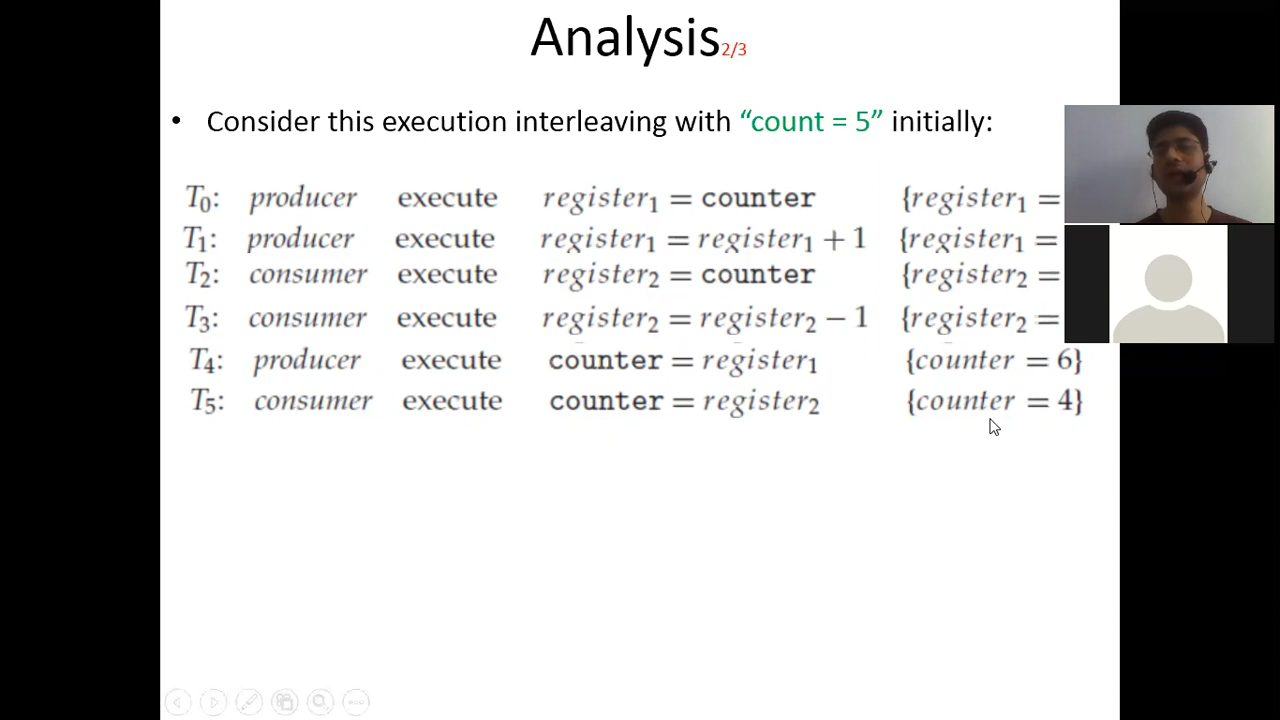 Analysis2/3
• Consider this execution interleaving with “count = 5” initially:
T₀: producer execute register₁ = counter {register₁ =
T₁: producer execute register₁ = register₁ + 1 {register₁ =
T₂: consumer execute register₂ = counter {register₂ =
T₃: consumer execute register₂ = register₂ − 1 {register₂ =
T₄: producer execute counter = register₁ {counter = 6}
T₅: consumer execute counter = register₂ {counter = 4}